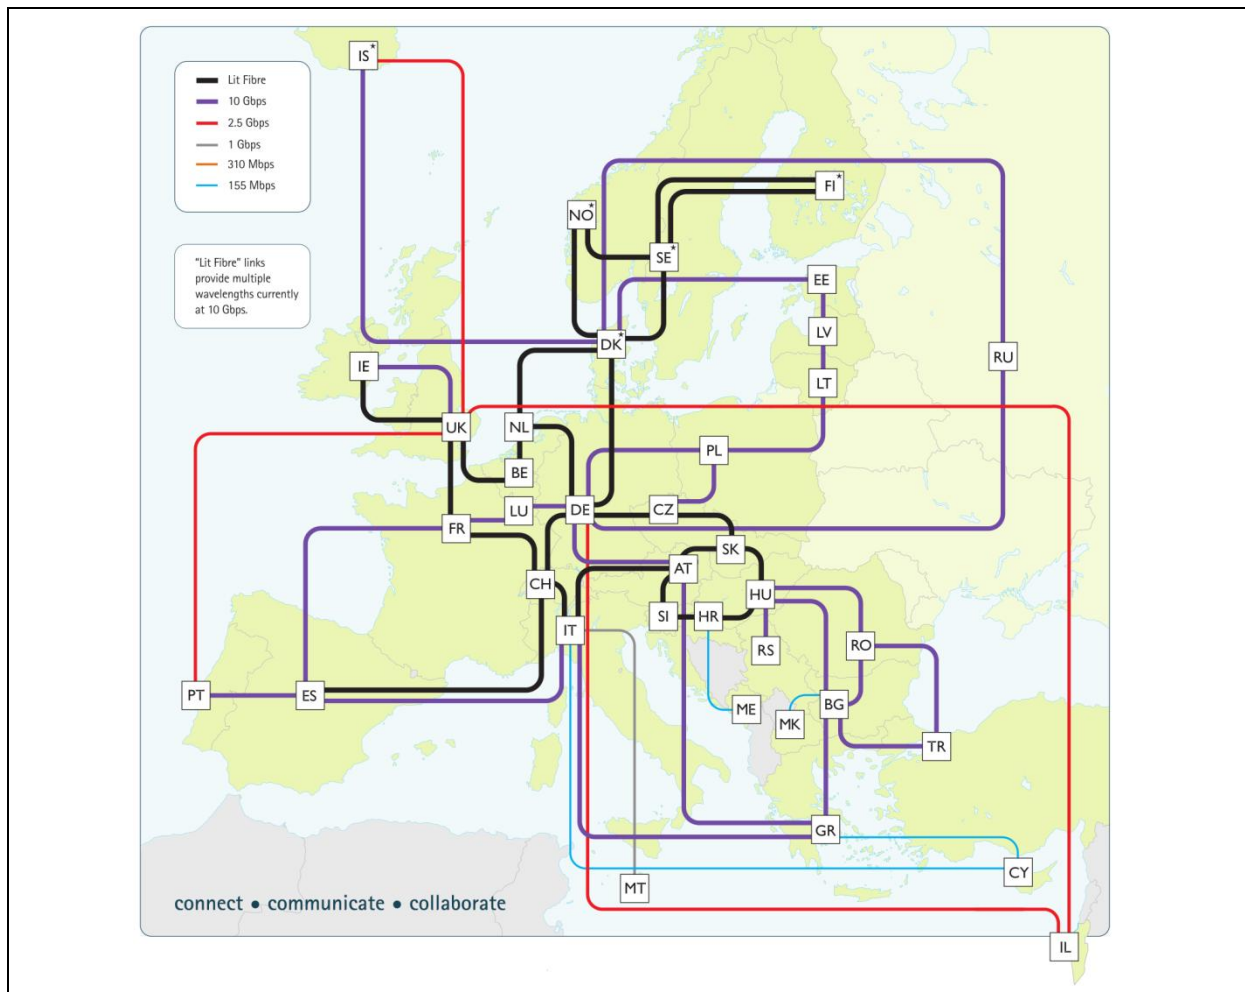 IS*
Lit Fibre
10 Gbps
2.5 Gbps
1 Gbps
310 Mbps
155 Mbps
FI*
NO*
"Lit Fibre" links
provide multiple
wavelengths currently
at 10 Gbps.
SE*
EE
LV
DK*
RU
IE
LT
UK
NL
PL
BE
LU
DE
CZ
FR
SK
AT
CH
HU
SI
HR
IT
RS
RO
PT
ES
ME
MK
BG
TR
GR
CY
MT
connect • communicate • collaborate
IL